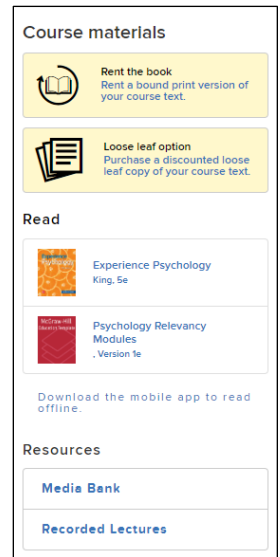 Course materials
Rent the book
Rent a bound print version of
your course text.
Loose leaf option
Purchase a discounted loose
leaf copy of your course text.
Read
Experience Psychology
King, 5e
Psychology Relevancy
Modules
, Version 1e
Download the mobile app to read
offline.
Resources
Media Bank
Recorded Lectures